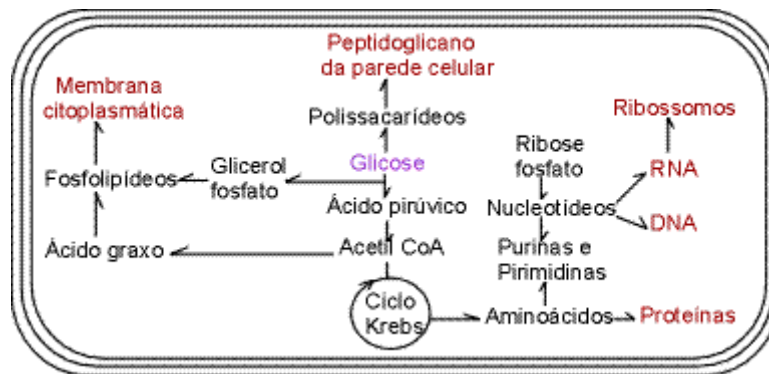 Peptidoglicano
da parede celular
Membrana
citoplasmática
Polissacarídeos
Ribossomos
Glicose
Ribose
fosfato
Fosfolipídeos
Glicerol
fosfato
RNA
Ácido pirúvico
Nucleotídeos
DNA
Ácido graxo
Acetil CoA
Purinas e
Pirimidinas
Ciclo
Krebs
Aminoácidos
Proteínas